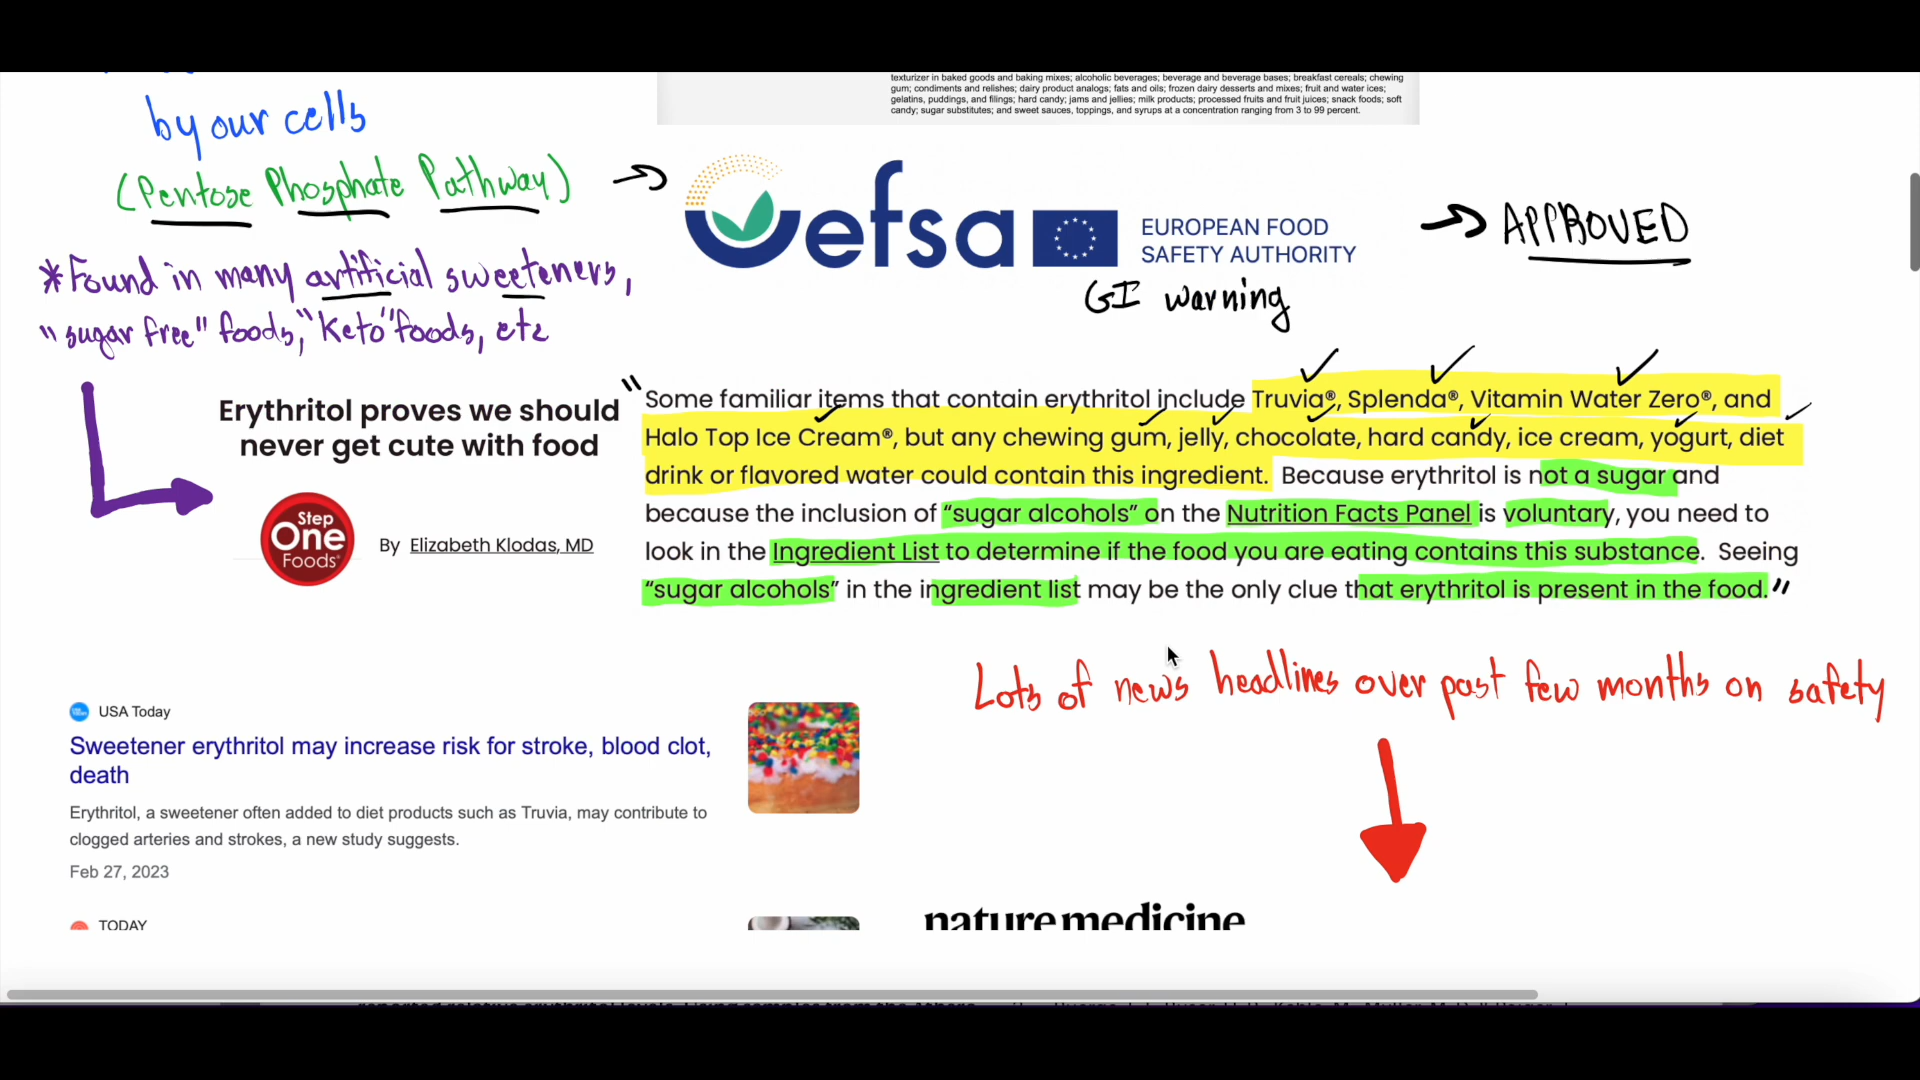 texturizer in baked goods and baking mixes; alcoholic beverages; beverage and beverage bases; breakfast cereals; chewing
gum; condiments and relishes; dairy product analogs; fats and oils; frozen dairy desserts and mixes; fruit and water ices;
gelatins, puddings, and filings; hard candy; jams and jellies; milk products; processed fruits and fruit juices; snack foods; soft
candy; sugar substitutes; and sweet sauces, toppings, and syrups at a concentration ranging from 3 to 99 percent.
by our cells
(Pentose Phosphate Pathway)
efsa
EUROPEAN FOOD
SAFETY AUTHORITY
APPROVED
GI warning
*Found in many artificial sweeteners,
"sugar free" foods, "Keto" foods, etc
Erythritol proves we should
never get cute with food
Step
One
Foods
By Elizabeth Klodas, MD
"Some familiar items that contain erythritol include Truvia®, Splenda®, Vitamin Water Zero®, and
Halo Top Ice Cream®, but any chewing gum, jelly, chocolate, hard candy, ice cream, yogurt, diet
drink or flavored water could contain this ingredient. Because erythritol is not a sugar and
because the inclusion of “sugar alcohols” on the Nutrition Facts Panel is voluntary, you need to
look in the Ingredient List to determine if the food you are eating contains this substance. Seeing
“sugar alcohols” in the ingredient list may be the only clue that erythritol is present in the food."
Lots of news headlines over past few months on safety
USA Today
Sweetener erythritol may increase risk for stroke, blood clot,
death
Erythritol, a sweetener often added to diet products such as Truvia, may contribute to
clogged arteries and strokes, a new study suggests.
Feb 27, 2023
TODAY
nature medicine